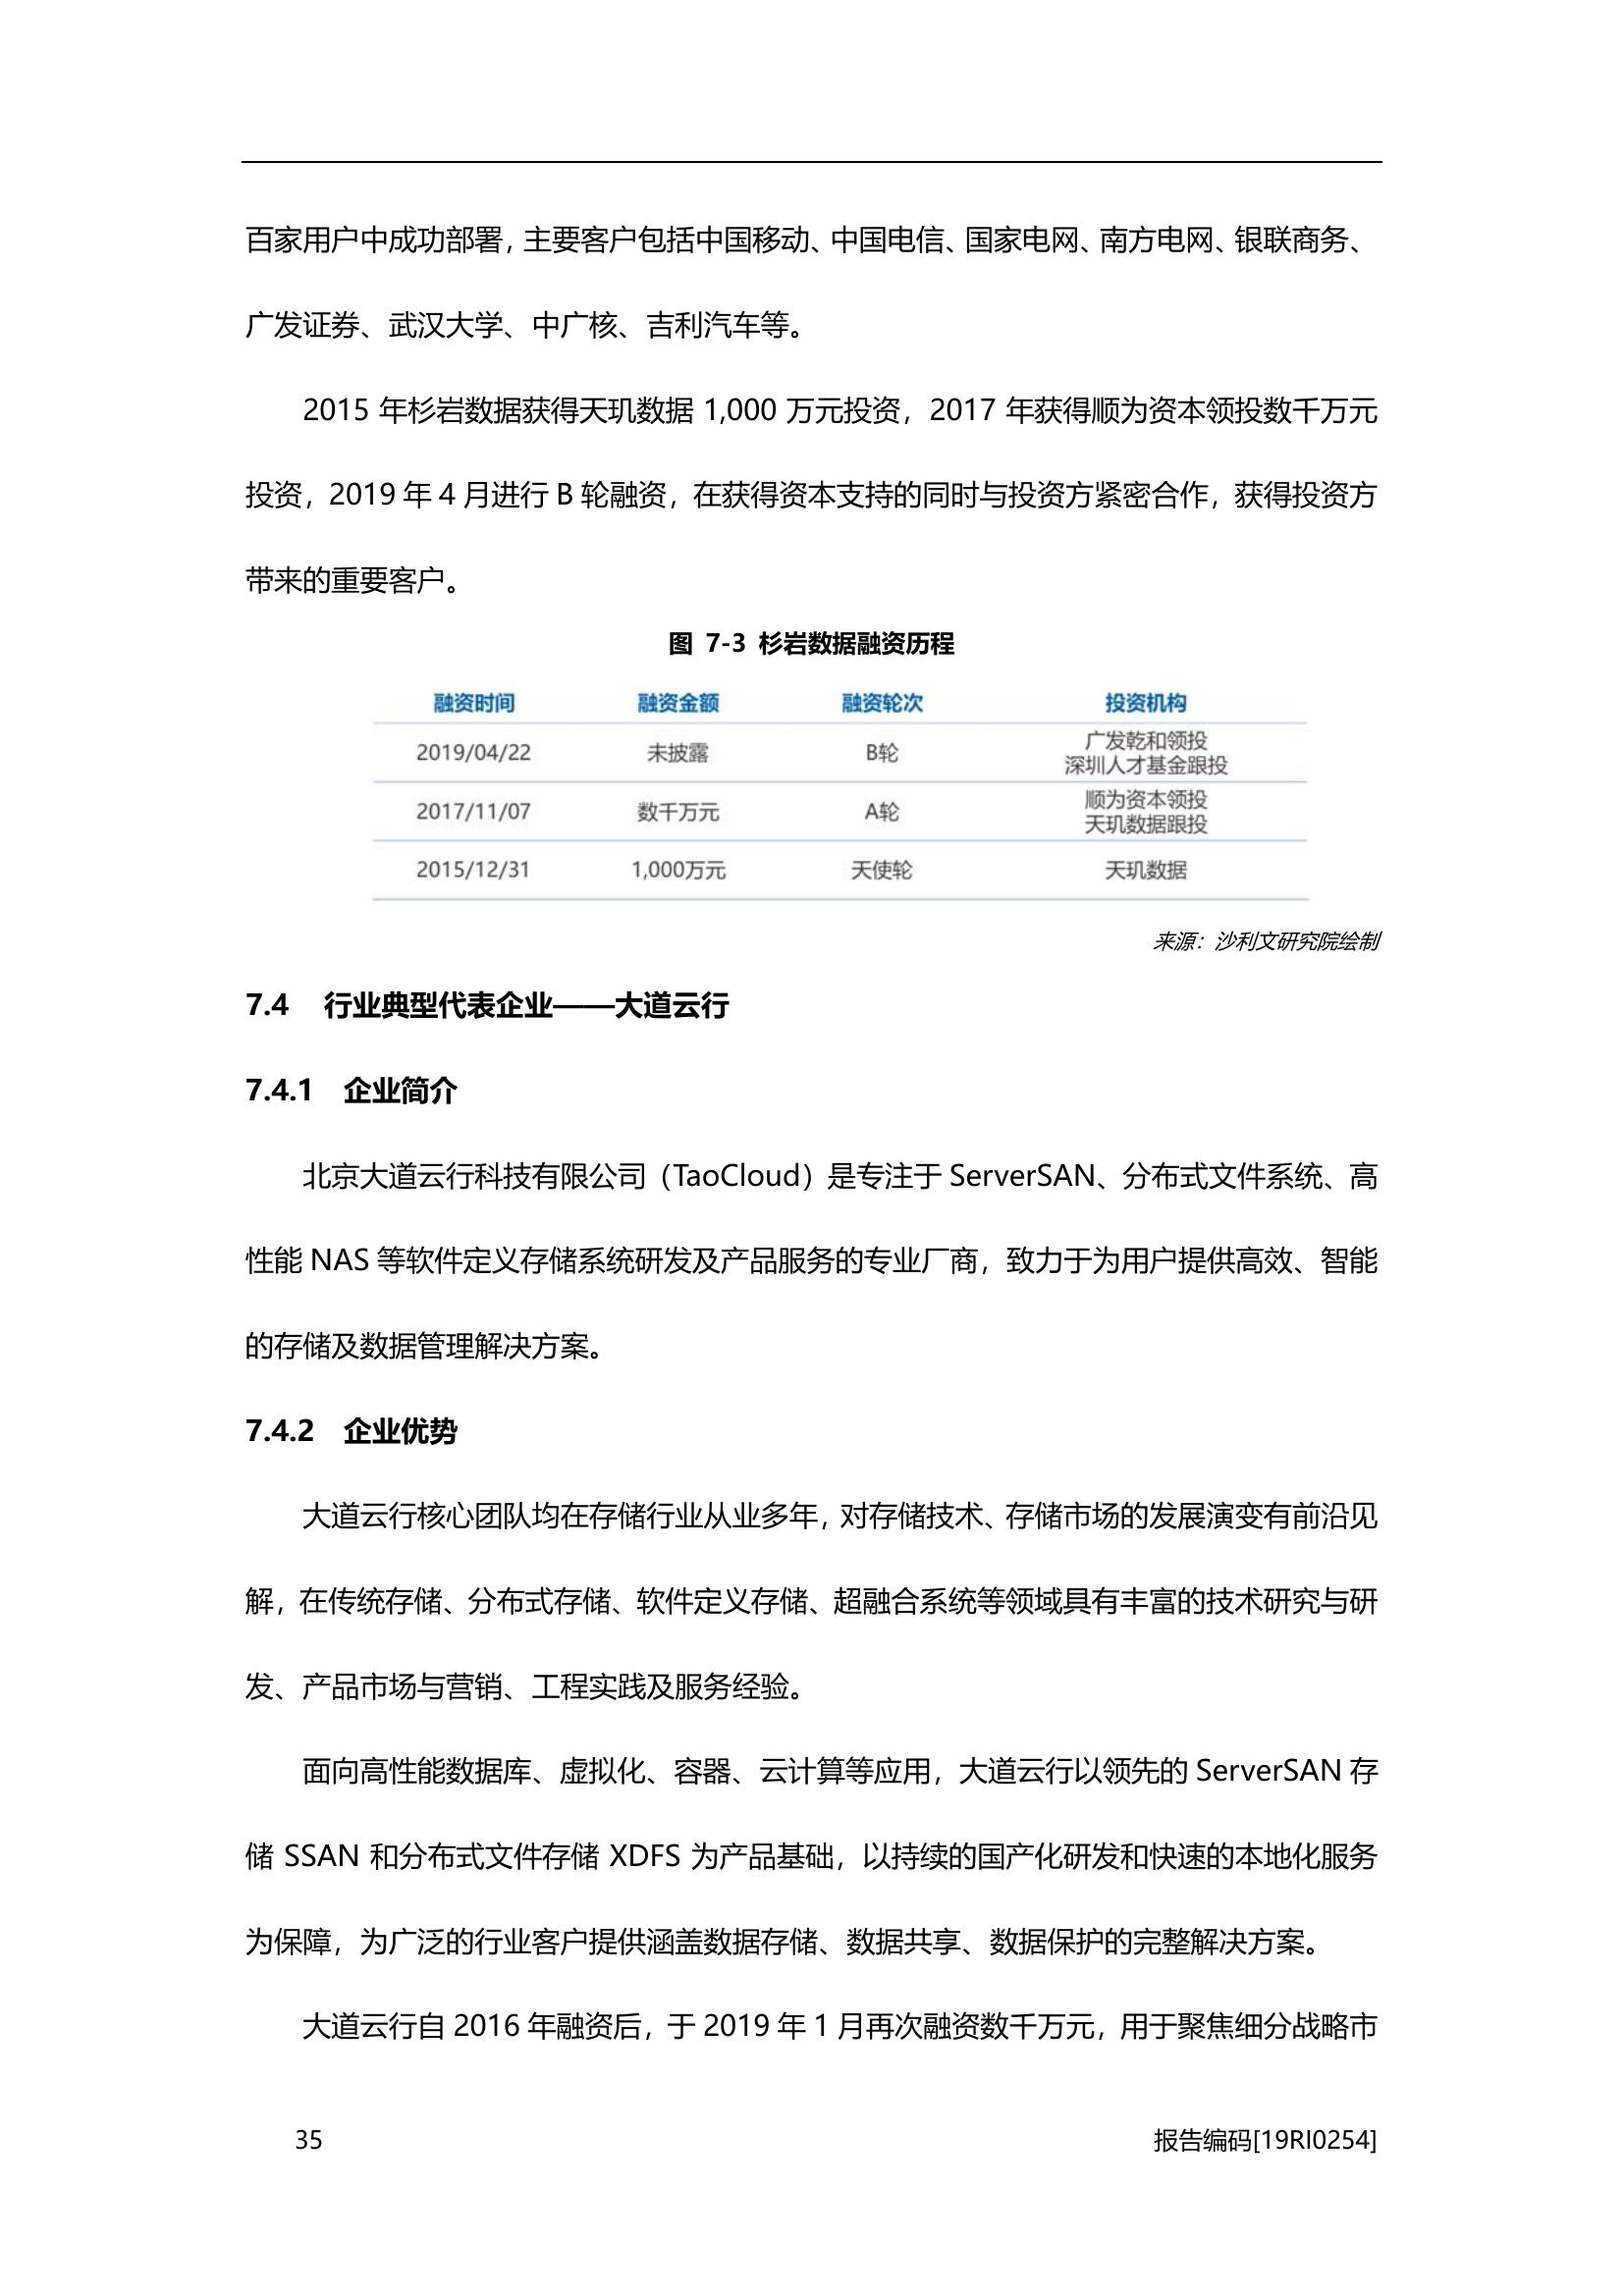 百家用户中成功部署，主要客户包括中国移动、中国电信、国家电网、南方电网、银联商务、
广发证券、武汉大学、中广核、吉利汽车等。
2015 年杉岩数据获得天玑数据 1,000 万元投资，2017 年获得顺为资本领投数千万元
投资，2019 年 4 月进行 B 轮融资，在获得资本支持的同时与投资方紧密合作，获得投资方
带来的重要客户。
图 7-3 杉岩数据融资历程
融资时间 融资金额 融资轮次 投资机构
2019/04/22 未披露 B轮 广发乾和领投
深圳人才基金跟投
2017/11/07 数千万元 A轮 顺为资本领投
天玑数据跟投
2015/12/31 1,000万元 天使轮 天玑数据
来源：沙利文研究院绘制
7.4 行业典型代表企业——大道云行
7.4.1 企业简介
北京大道云行科技有限公司（TaoCloud）是专注于 ServerSAN、分布式文件系统、高
性能 NAS 等软件定义存储系统研发及产品服务的专业厂商，致力于为用户提供高效、智能
的存储及数据管理解决方案。
7.4.2 企业优势
大道云行核心团队均在存储行业从业多年，对存储技术、存储市场的发展演变有前沿见
解，在传统存储、分布式存储、软件定义存储、超融合系统等领域具有丰富的技术研究与研
发、产品市场与营销、工程实践及服务经验。
面向高性能数据库、虚拟化、容器、云计算等应用，大道云行以领先的 ServerSAN 存
储 SSAN 和分布式文件存储 XDFS 为产品基础，以持续的国产化研发和快速的本地化服务
为保障，为广泛的行业客户提供涵盖数据存储、数据共享、数据保护的完整解决方案。
大道云行自 2016 年融资后，于 2019 年 1 月再次融资数千万元，用于聚焦细分战略市
35 报告编码[19RI0254]